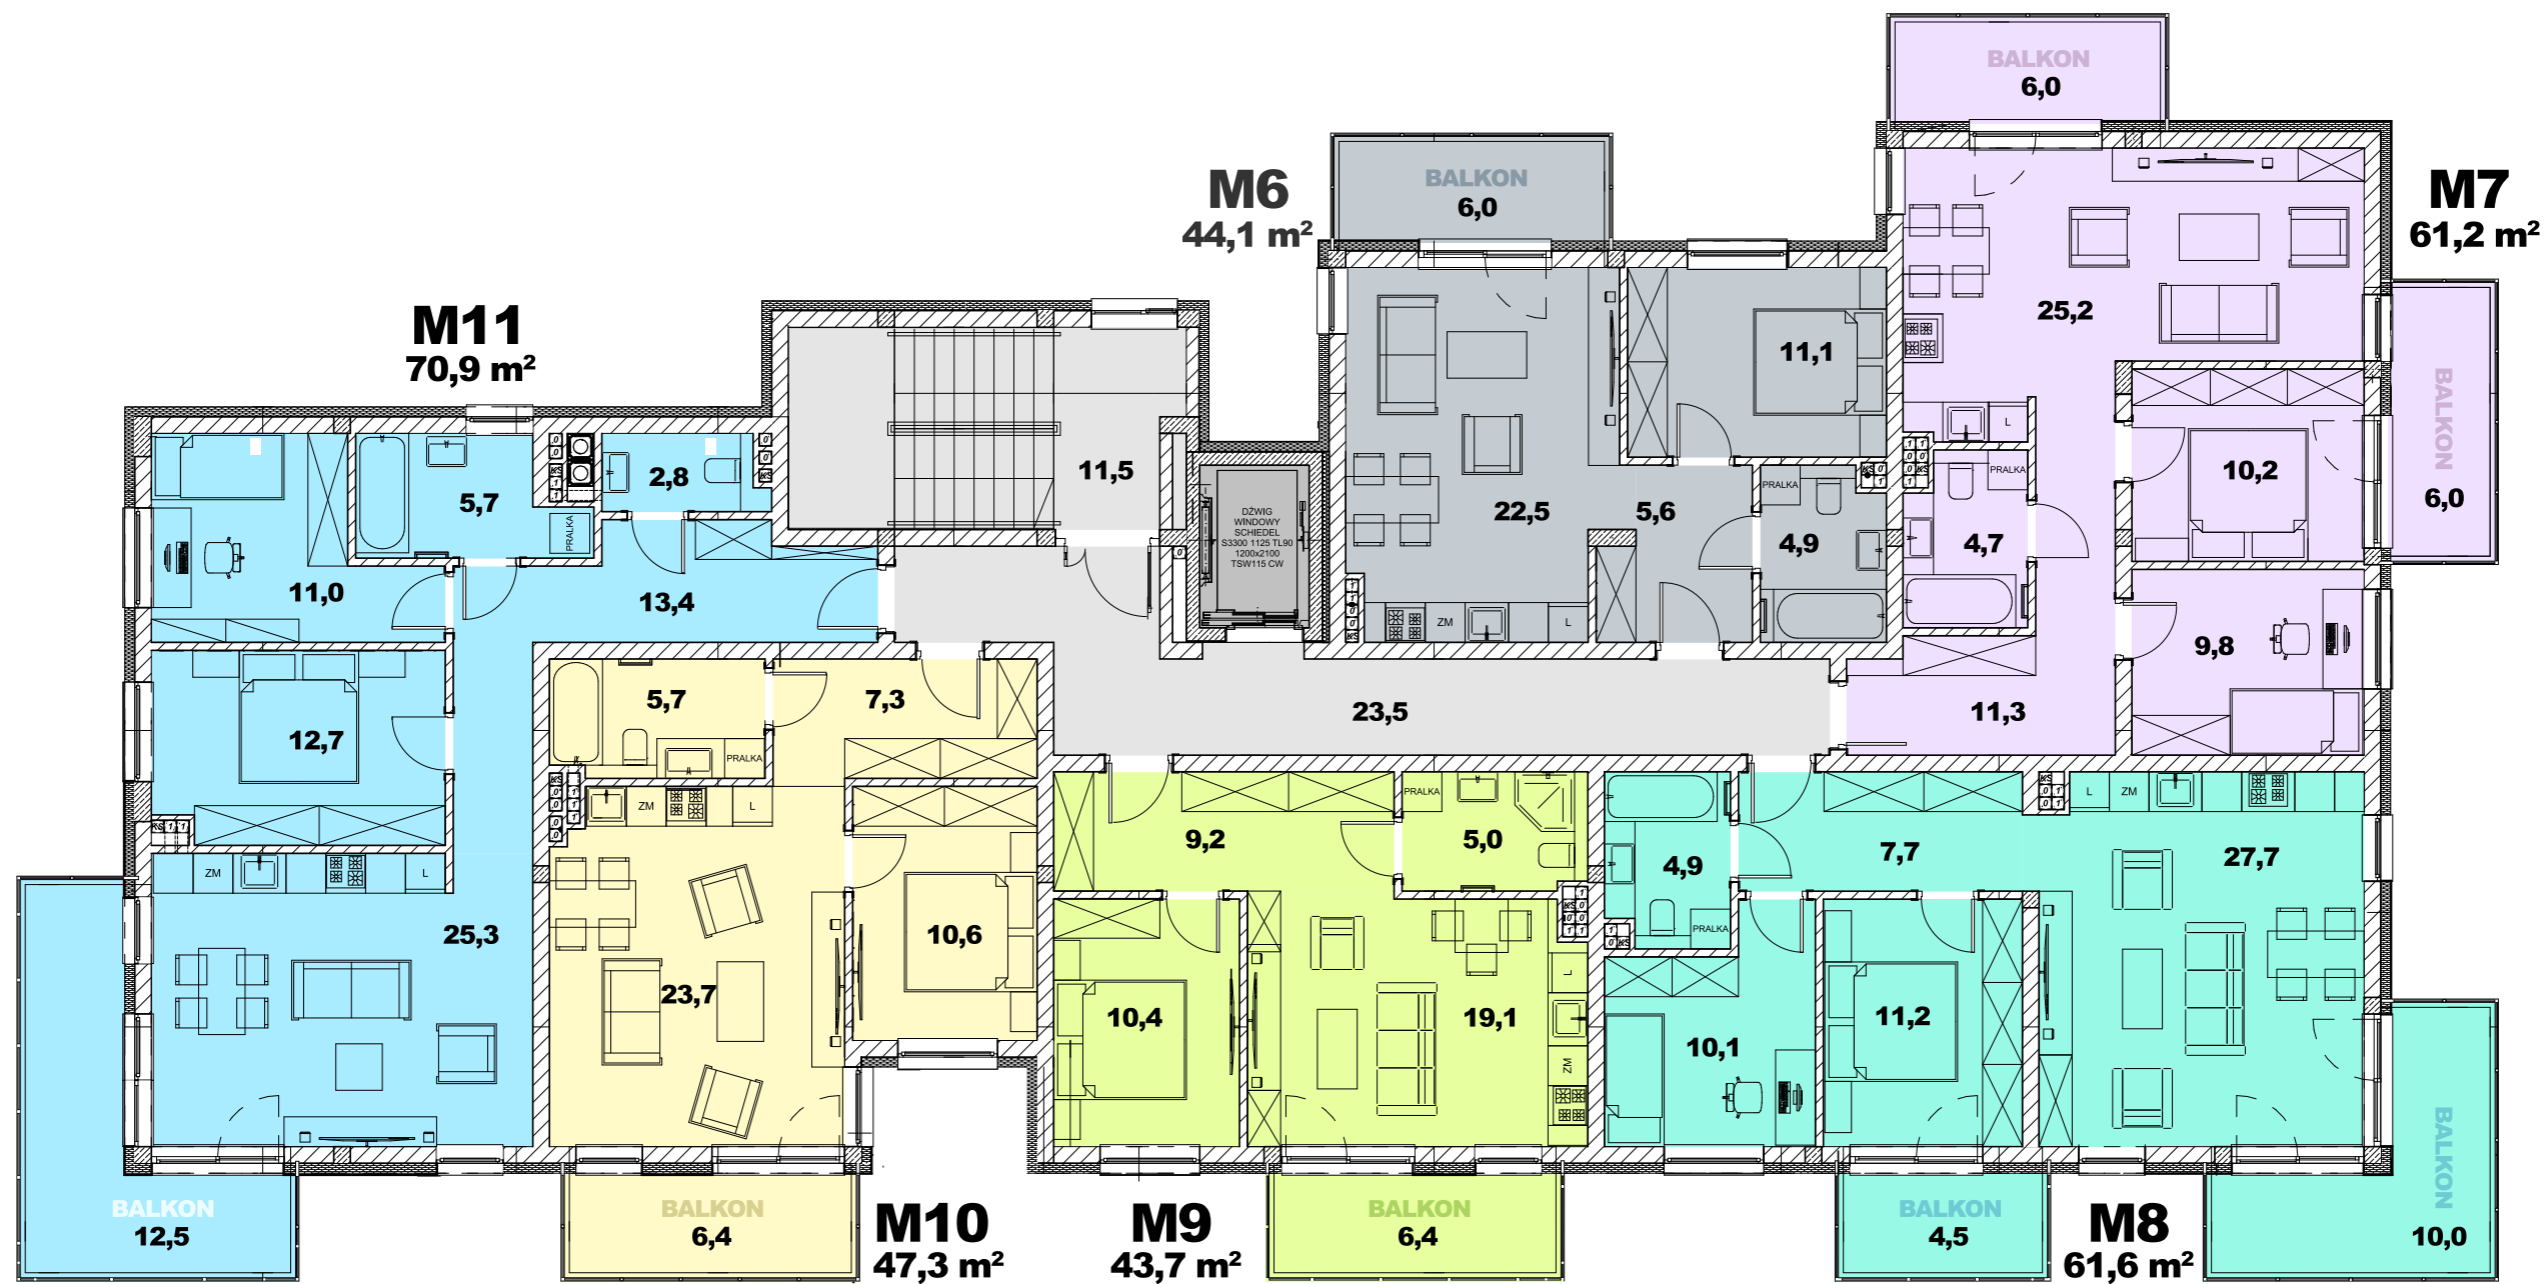 BALKON
6,0
M6
44,1 m²
BALKON
6,0
M7
61,2 m²
M11
70,9 m²
25,2
11,1
BALKON
6,0
10,2
L
PRALKA
4,7
9,8
11,3
22,5
5,6
PRALKA
4,9
ZM
L
11,5
DŹWIG
WINDOWY
SCHIEDEL
S3300 1125 TL90
1200x2100
TSW115 CW
5,7
PRALKA
2,8
11,0
13,4
12,7
ZM
L
25,3
BALKON
12,5
5,7
PRALKA
7,3
ZM
L
10,6
23,7
BALKON
6,4
M10
47,3 m²
23,5
9,2
PRALKA
5,0
10,4
19,1
L
ZM
M9
43,7 m²
BALKON
6,4
4,9
PRALKA
7,7
L
ZM
27,7
10,1
11,2
BALKON
4,5
M8
61,6 m²
BALKON
10,0